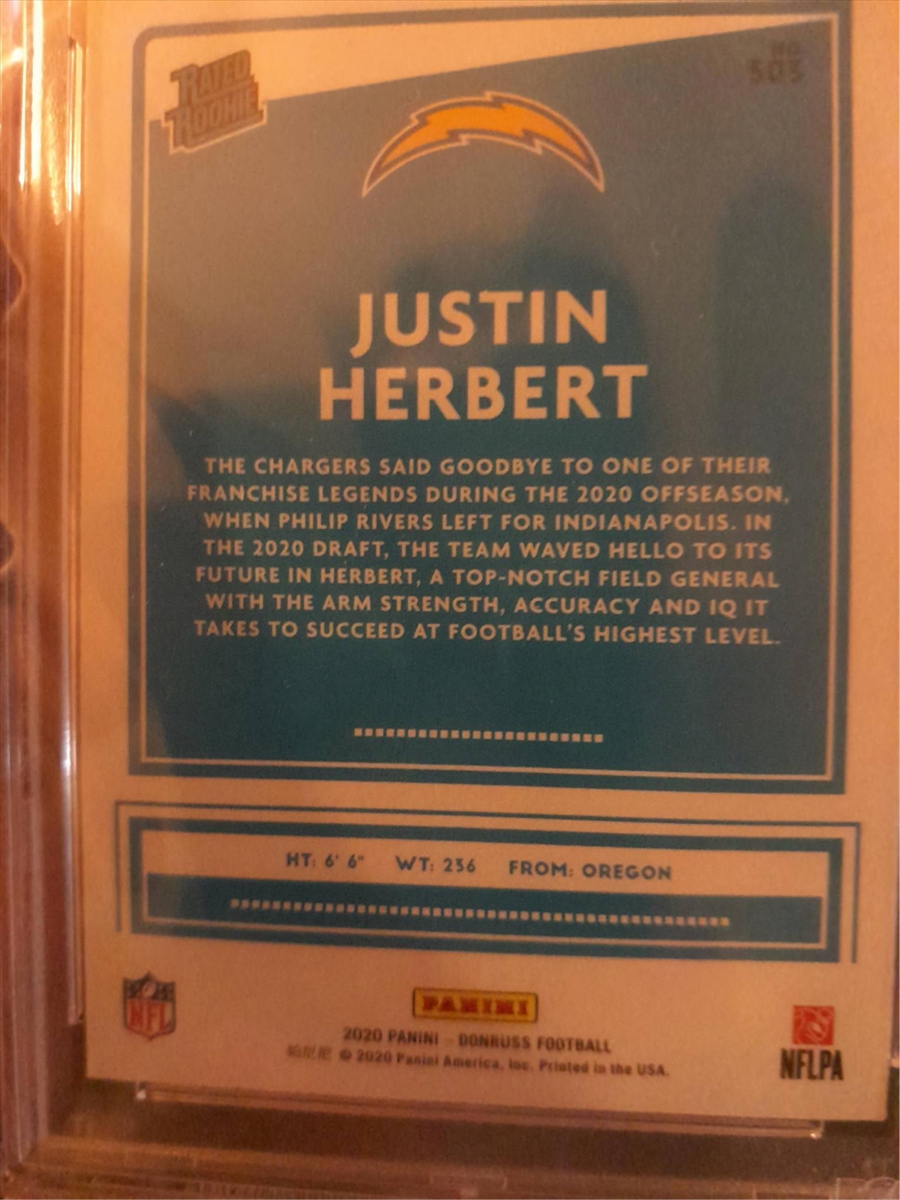 RATED
ROOKIE
NO.
303
JUSTIN
HERBERT
THE CHARGERS SAID GOODBYE TO ONE OF THEIR
FRANCHISE LEGENDS DURING THE 2020 OFFSEASON,
WHEN PHILIP RIVERS LEFT FOR INDIANAPOLIS. IN
THE 2020 DRAFT, THE TEAM WAVED HELLO TO ITS
FUTURE IN HERBERT, A TOP-NOTCH FIELD GENERAL
WITH THE ARM STRENGTH, ACCURACY AND IQ IT
TAKES TO SUCCEED AT FOOTBALL'S HIGHEST LEVEL.
HT: 6' 6" WT: 236 FROM: OREGON
NFL
PANINI
2020 PANINI - DONRUSS FOOTBALL
帕尼尼 © 2020 Panini America, Inc. Printed in the USA.
NFLPA